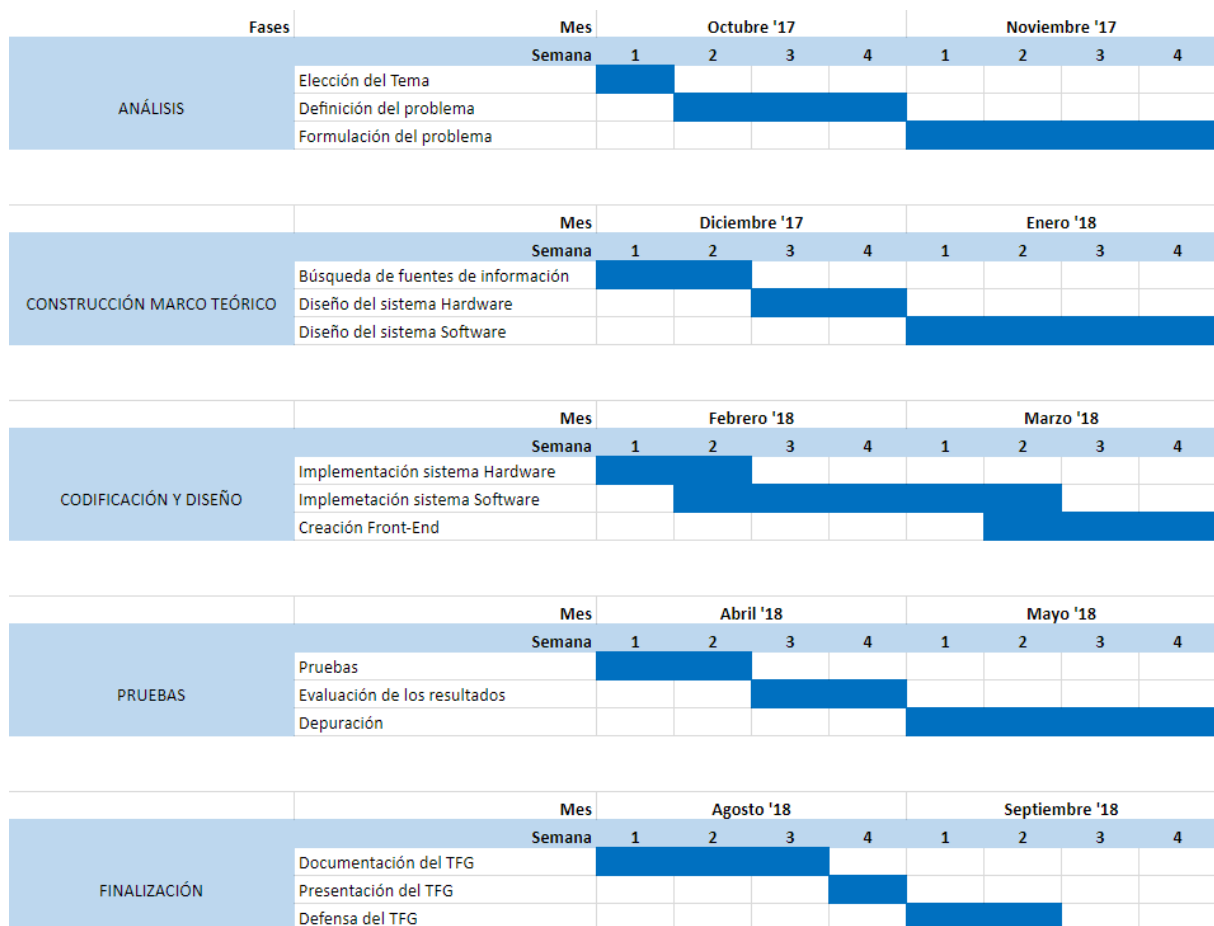 Fases Mes Octubre '17 Noviembre '17
Semana 1 2 3 4 1 2 3 4
Elección del Tema
ANÁLISIS Definición del problema
Formulación del problema
Mes Diciembre '17 Enero '18
Semana 1 2 3 4 1 2 3 4
Búsqueda de fuentes de información
CONSTRUCCIÓN MARCO TEÓRICO Diseño del sistema Hardware
Diseño del sistema Software
Mes Febrero '18 Marzo '18
Semana 1 2 3 4 1 2 3 4
Implementación sistema Hardware
CODIFICACIÓN Y DISEÑO Implemetación sistema Software
Creación Front-End
Mes Abril '18 Mayo '18
Semana 1 2 3 4 1 2 3 4
Pruebas
PRUEBAS Evaluación de los resultados
Depuración
Mes Agosto '18 Septiembre '18
Semana 1 2 3 4 1 2 3 4
Documentación del TFG
FINALIZACIÓN Presentación del TFG
Defensa del TFG